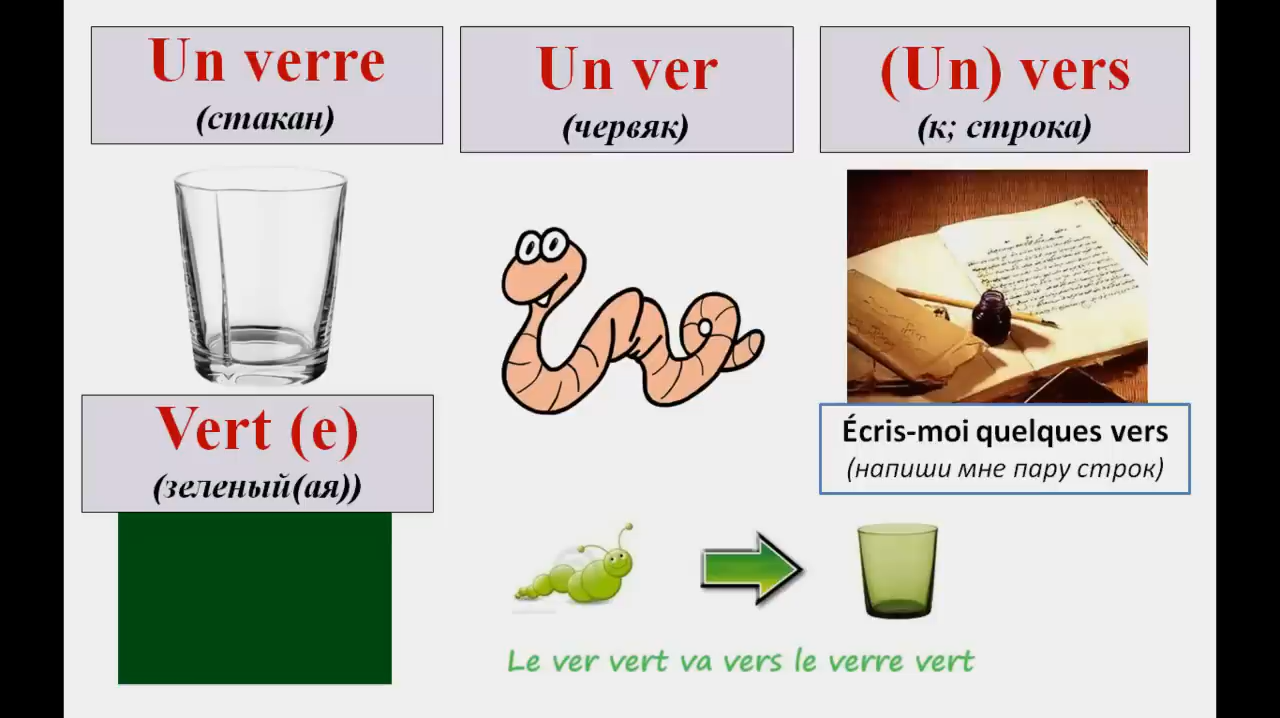 Un verre
(стакан)
Un ver
(червяк)
(Un) vers
(к; строка)
Vert (e)
(зеленый(ая))
Écris-moi quelques vers
(напиши мне пару строк)
Le ver vert va vers le verre vert